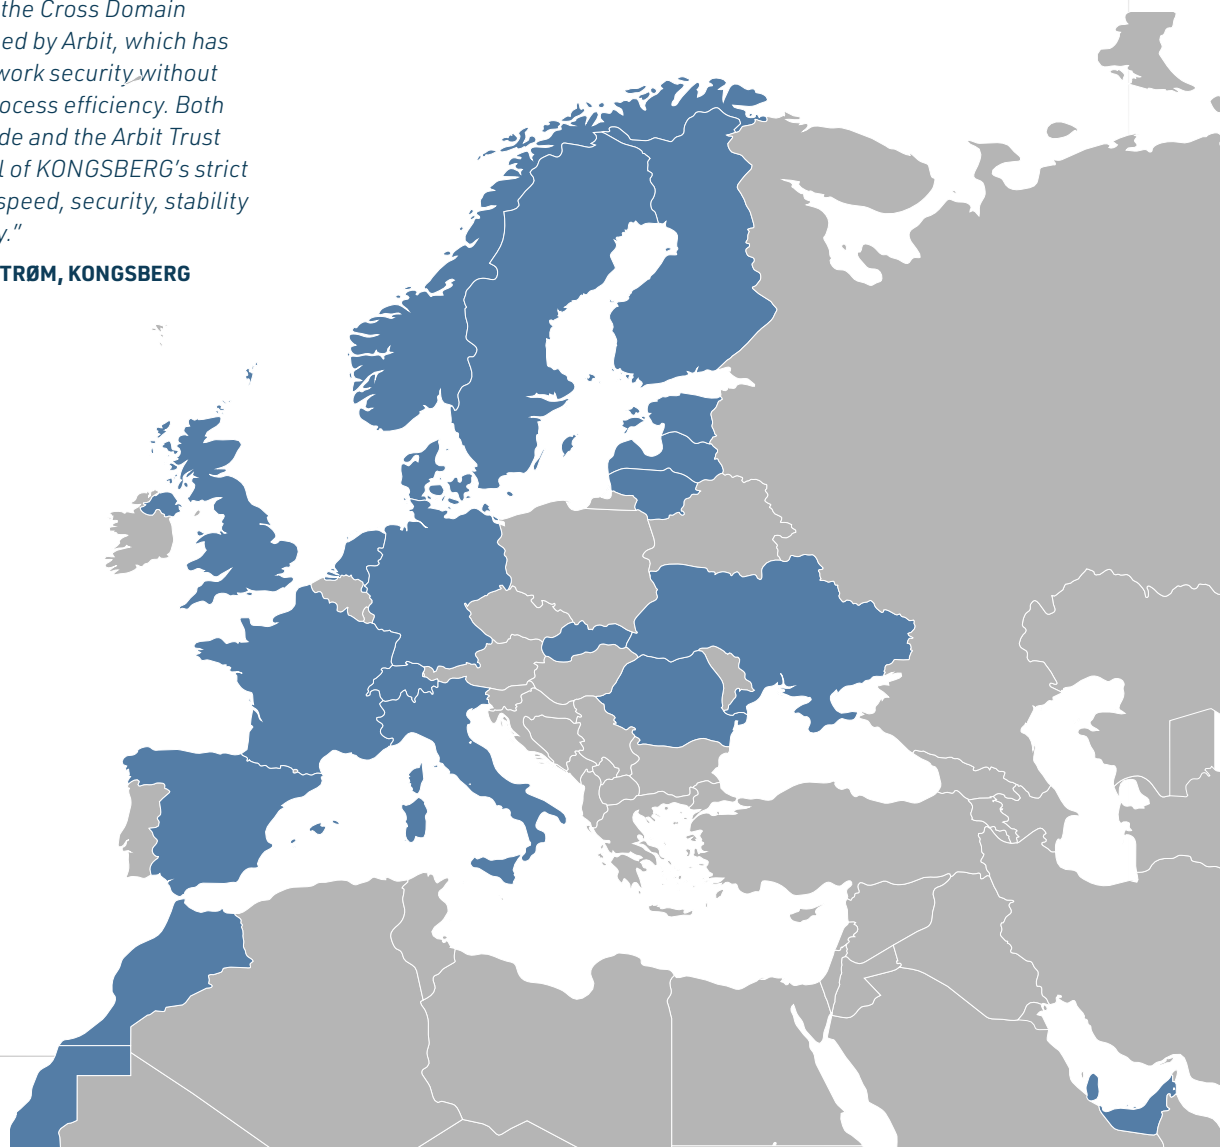 the Cross Domain
ed by Arbit, which has
work security without
ocess efficiency. Both
de and the Arbit Trust
l of KONGSBERG's strict
speed, security, stability
y.”
TRØM, KONGSBERG